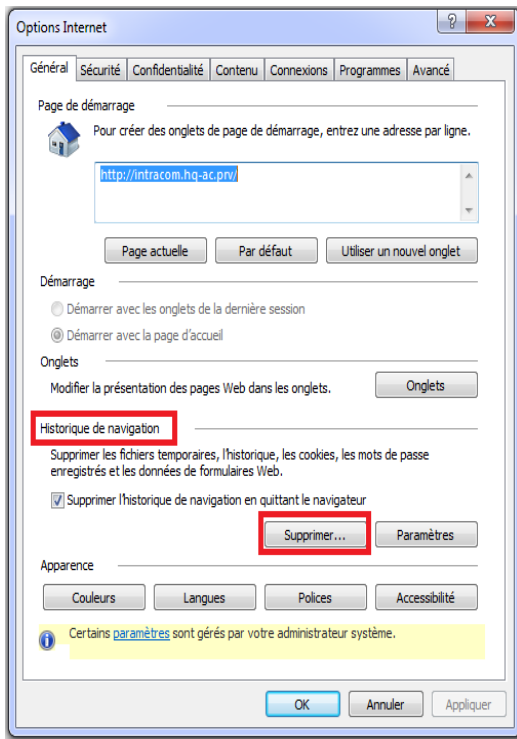 Options Internet
Général Sécurité Confidentialité Contenu Connexions Programmes Avancé
Page de démarrage
Pour créer des onglets de page de démarrage, entrez une adresse par ligne.
http://intracom.hq-ac.prv/
Page actuelle Par défaut Utiliser un nouvel onglet
Démarrage
Démarrer avec les onglets de la dernière session
Démarrer avec la page d'accueil
Onglets
Modifier la présentation des pages Web dans les onglets. Onglets
Historique de navigation
Supprimer les fichiers temporaires, l'historique, les cookies, les mots de passe
enregistrés et les données de formulaires Web.
Supprimer l'historique de navigation en quittant le navigateur
Supprimer... Paramètres
Apparence
Couleurs Langues Polices Accessibilité
Certains paramètres sont gérés par votre administrateur système.
OK Annuler Appliquer